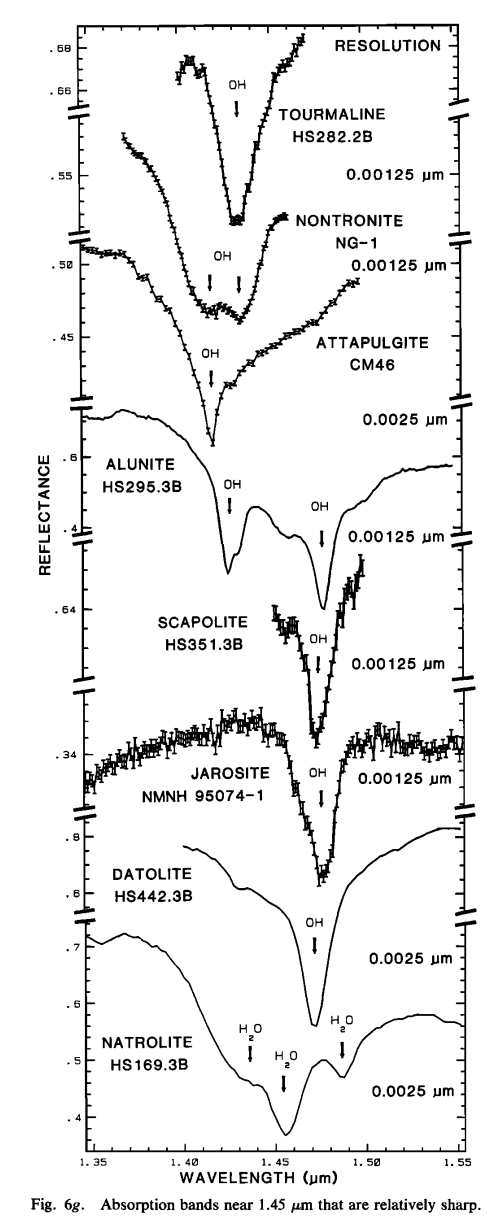 RESOLUTION
.68
.66
OH
TOURMALINE
HS282.2B
0.00125 μm
.55
NONTRONITE
NG-1
OH
0.00125 μm
.50
.45
ATTAPULGITE
CM46
OH
0.0025 μm
.6
ALUNITE
HS295.3B
OH
OH
.4
0.00125 μm
REFLECTANCE
.64
SCAPOLITE
HS351.3B
OH
0.00125 μm
.34
JAROSITE
NMNH 95074-1
OH
0.00125 μm
.8
DATOLITE
HS442.3B
.6
OH
.7
0.0025 μm
.6
NATROLITE
HS169.3B
H2O
H2O
H2O
.5
0.0025 μm
.4
1.35 1.40 1.45 1.50 1.55
WAVELENGTH (μm)
Fig. 6g. Absorption bands near 1.45 μm that are relatively sharp.